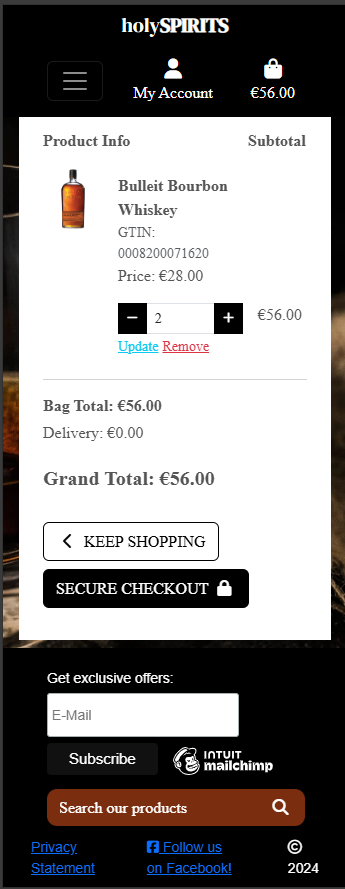 holySPIRITS
My Account
€56.00
Product Info
Subtotal
Bulleit Bourbon
Whiskey
GTIN:
0008200071620
Price: €28.00
2
€56.00
Update Remove
Bag Total: €56.00
Delivery: €0.00
Grand Total: €56.00
KEEP SHOPPING
SECURE CHECKOUT
Get exclusive offers:
E-Mail
Subscribe
INTUIT
mailchimp
Search our products
Privacy
Statement
Follow us
on Facebook!
©
2024